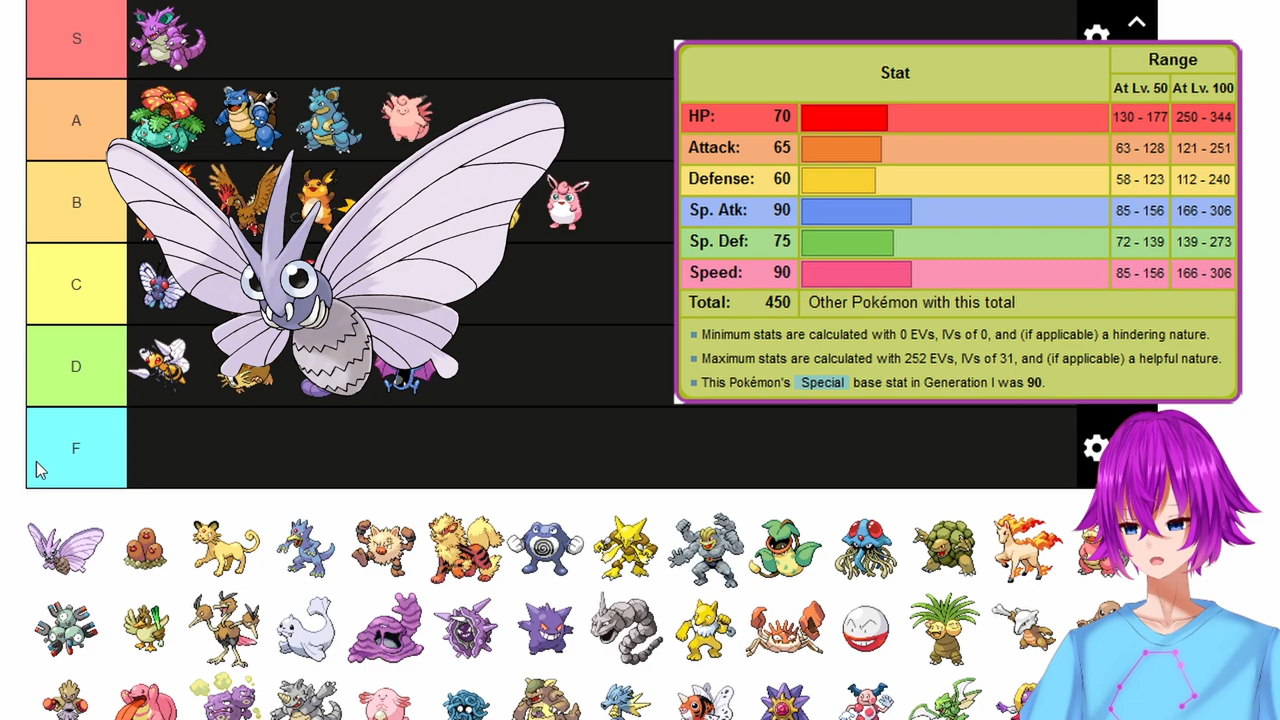 S
A
B
C
D
F
Stat Range
At Lv. 50 At Lv. 100
HP: 70 130 - 177 250 - 344
Attack: 65 63 - 128 121 - 251
Defense: 60 58 - 123 112 - 240
Sp. Atk: 90 85 - 156 166 - 306
Sp. Def: 75 72 - 139 139 - 273
Speed: 90 85 - 156 166 - 306
Total: 450 Other Pokémon with this total
Minimum stats are calculated with 0 EVs, IVs of 0, and (if applicable) a hindering nature.
Maximum stats are calculated with 252 EVs, IVs of 31, and (if applicable) a helpful nature.
This Pokémon's Special base stat in Generation I was 90.